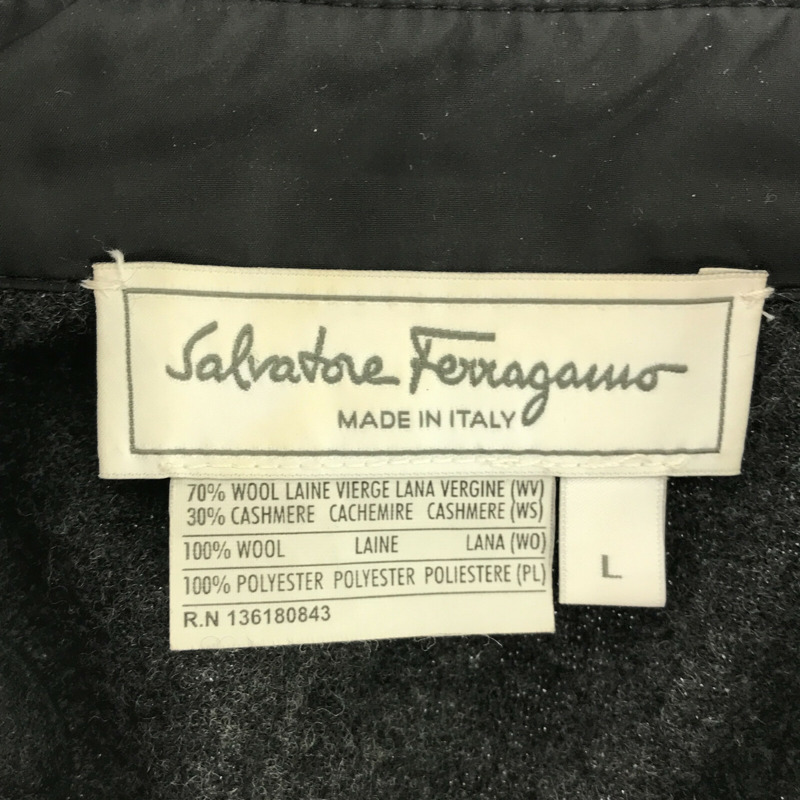 Salvatore Ferragamo
MADE IN ITALY
70% WOOL LAINE VIERGE LANA VERGINE (WV)
30% CASHMERE CACHEMIRE CASHMERE (WS)
100% WOOL LAINE LANA (WO)
100% POLYESTER POLYESTER POLIESTERE (PL)
R.N 136180843
L